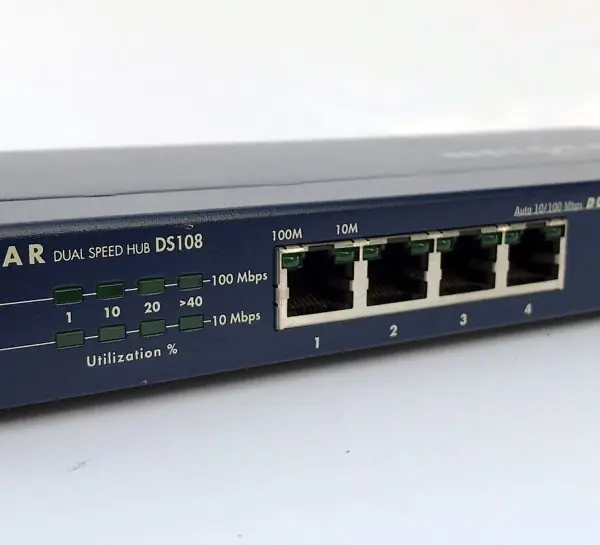 AR DUAL SPEED HUB DS108
100M 10M
Auto 10/100 Mbps
100 Mbps
1 10 20 >40
10 Mbps
Utilization %
1 2 3 4